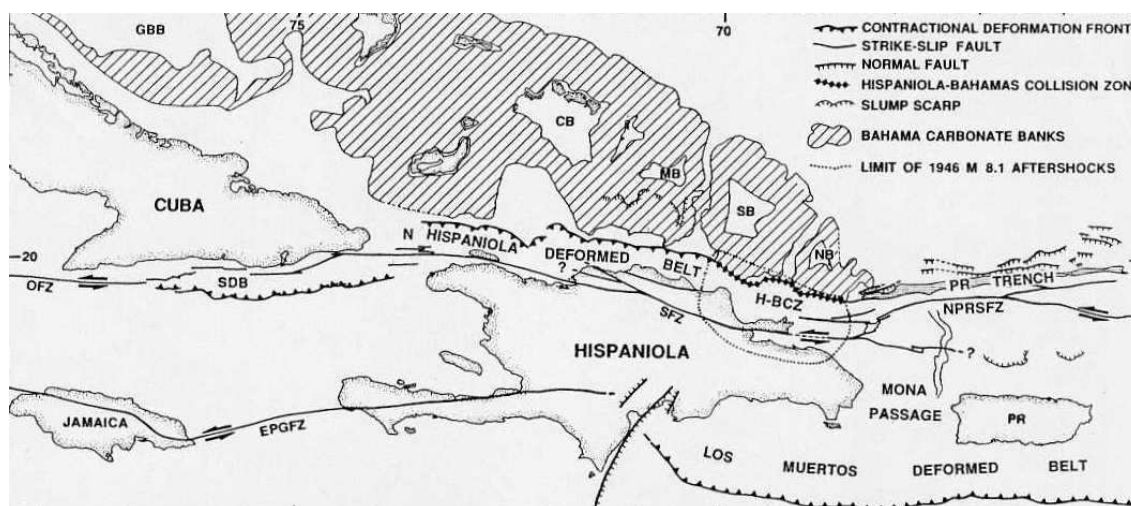 GBB
75
70
CONTRACTIONAL DEFORMATION FRONT
STRIKE-SLIP FAULT
NORMAL FAULT
HISPANIOLA-BAHAMAS COLLISION ZON
SLUMP SCARP
BAHAMA CARBONATE BANKS
LIMIT OF 1946 M 8.1 AFTERSHOCKS
CB
MB
SB
NB
CUBA
N HISPANIOLA
DEFORMED
BELT
20
?
OFZ
SDB
H-BCZ
PR TRENCH
NPRSFZ
SFZ
?
HISPANIOLA
MONA
PASSAGE
JAMAICA
EPGFZ
PR
LOS MUERTOS DEFORMED BELT